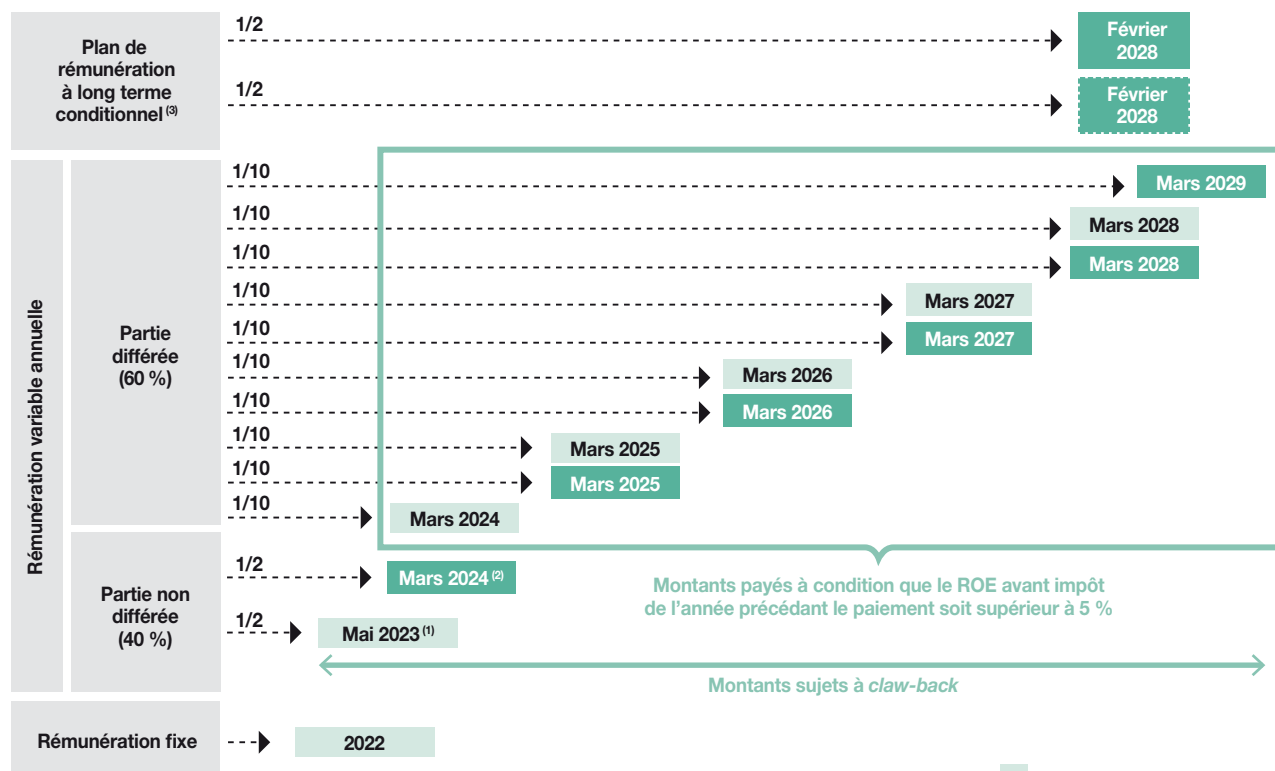 Plan de
rémunération
à long terme
conditionnel (3)
1/2
Février
2028
1/2
Février
2028
Rémunération variable annuelle
Partie
différée
(60 %)
1/10
Mars 2029
1/10
Mars 2028
1/10
Mars 2028
1/10
Mars 2027
1/10
Mars 2027
1/10
Mars 2026
1/10
Mars 2026
1/10
Mars 2025
1/10
Mars 2025
1/10
Mars 2024
Partie non
différée
(40 %)
1/2
Mars 2024 (2)
1/2
Mai 2023 (1)
Montants payés à condition que le ROE avant impôt
de l'année précédant le paiement soit supérieur à 5 %
Montants sujets à claw-back
Rémunération fixe
2022